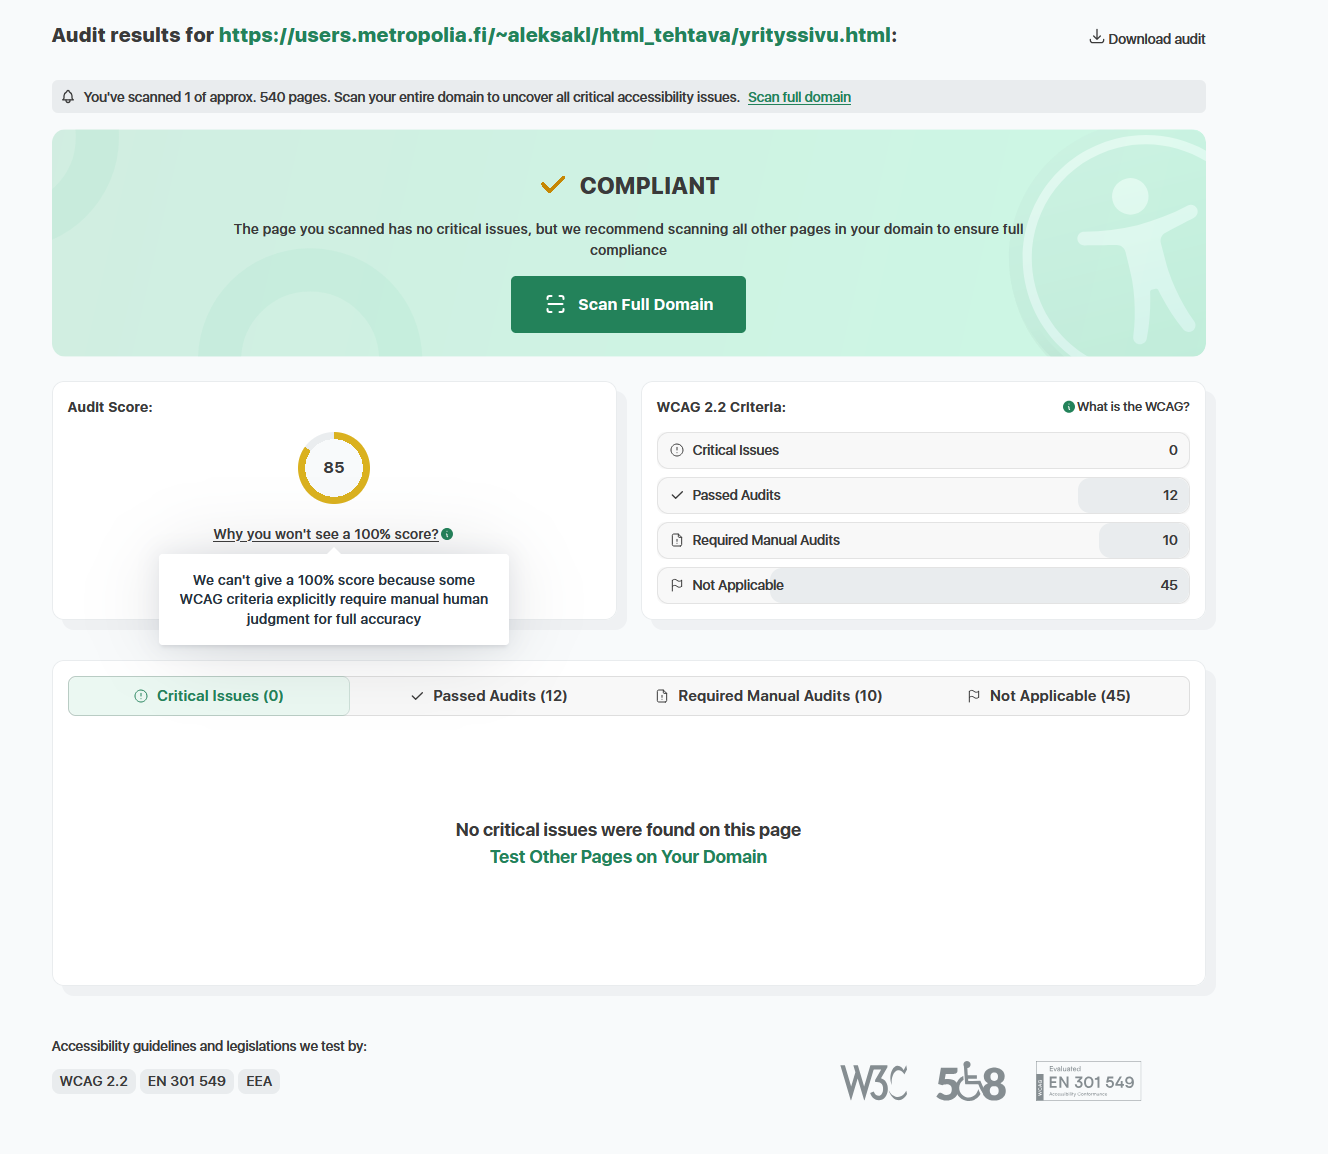 Audit results for https://users.metropolia.fi/~aleksakl/html_tehtava/yrityssivu.html:
Download audit
You've scanned 1 of approx. 540 pages. Scan your entire domain to uncover all critical accessibility issues. Scan full domain
COMPLIANT
The page you scanned has no critical issues, but we recommend scanning all other pages in your domain to ensure full
compliance
Scan Full Domain
Audit Score:
85
Why you won't see a 100% score?
We can't give a 100% score because some
WCAG criteria explicitly require manual human
judgment for full accuracy
WCAG 2.2 Criteria:
What is the WCAG?
Critical Issues 0
Passed Audits 12
Required Manual Audits 10
Not Applicable 45
Critical Issues (0)
Passed Audits (12)
Required Manual Audits (10)
Not Applicable (45)
No critical issues were found on this page
Test Other Pages on Your Domain
Accessibility guidelines and legislations we test by:
WCAG 2.2
EN 301 549
EEA
W3C
508
WCAG
Evaluated
EN 301 549
Accessibility Conformance